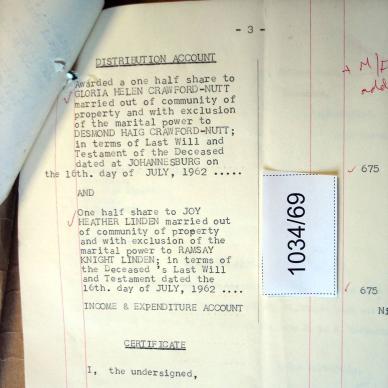 - 3 -
DISTRIBUTION ACCOUNT
Awarded a one half share to
GLORIA HELEN CRAWFORD-NUTT
married out of community of
property and with exclusion
of the marital power to
DESMOND HAIG CRAWFORD-NUTT;
in terms of Last Will and
Testament of the Deceased
dated at JOHANNESBURG on
the 16th. day of JULY, 1962 .....
675
AND
One half share to JOY
HEATHER LINDEN married out
of community of property
and with exclusion of the
marital power to RAMSAY
KNIGHT LINDEN; in terms of
the Deceased's Last Will
and Testament dated the
16th. day of JULY, 1962 ....
675
INCOME & EXPENDITURE ACCOUNT
CERTIFICATE
I, the undersigned,
1034/69